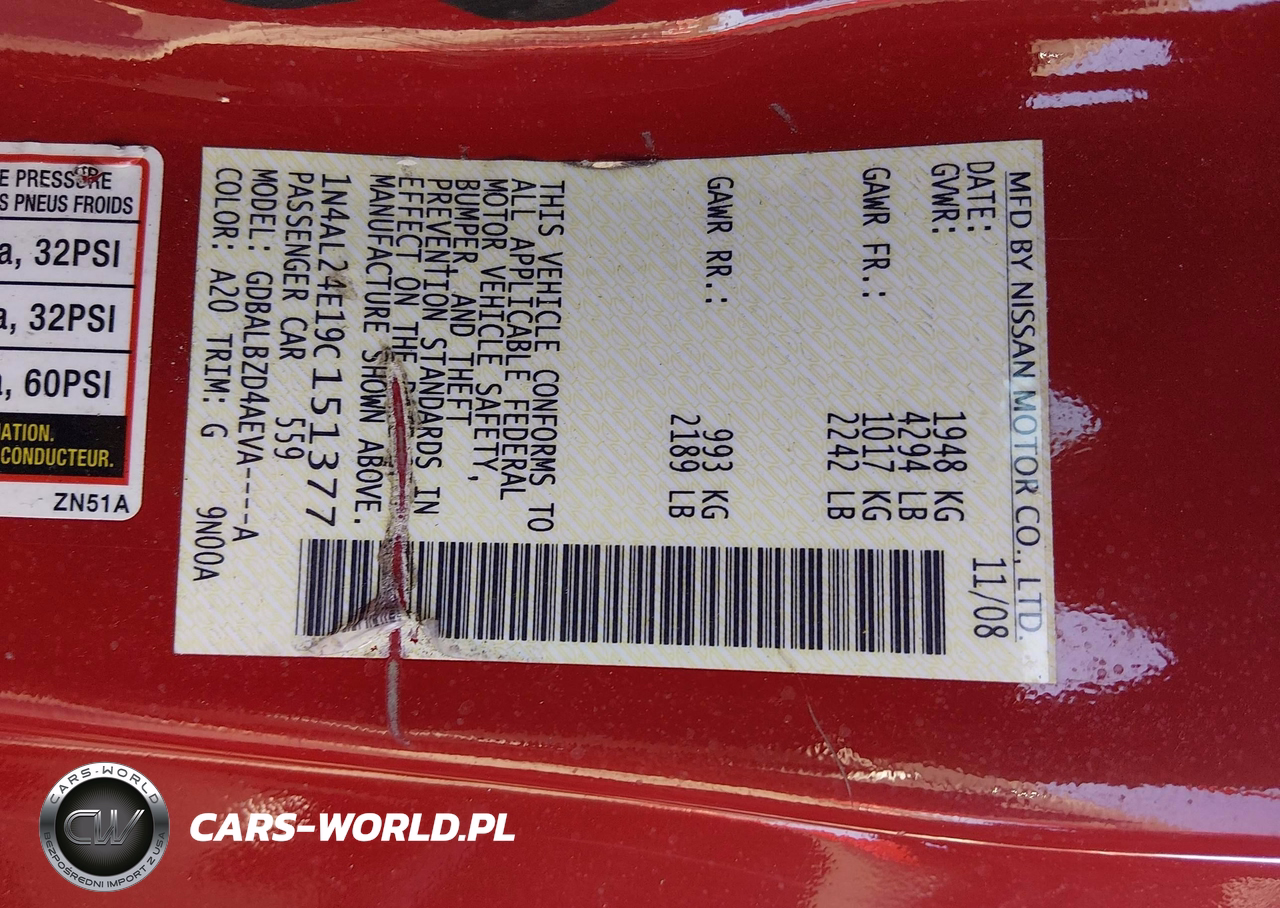 MFD BY NISSAN MOTOR CO., LTD.
DATE: 11/08
GVWR: 1948 KG
4294 LB
GAWR FR.: 1017 KG
2242 LB
GAWR RR.: 993 KG
2189 LB
THIS VEHICLE CONFORMS TO
ALL APPLICABLE FEDERAL
MOTOR VEHICLE SAFETY,
BUMPER, AND THEFT
PREVENTION STANDARDS IN
EFFECT ON THE
MANUFACTURE SHOWN ABOVE.
1N4AL24E19C151377
PASSENGER CAR 559
MODEL: GDBALBZD4AEVA----A
COLOR: A20 TRIM: G 9N00A
E PRESSURE
S PNEUS FROIDS
a, 32PSI
a, 32PSI
a, 60PSI
ATION.
CONDUCTEUR.
ZN51A
CARS-WORLD
CW
BEZPOŚREDNI IMPORT Z USA
CARS-WORLD.PL